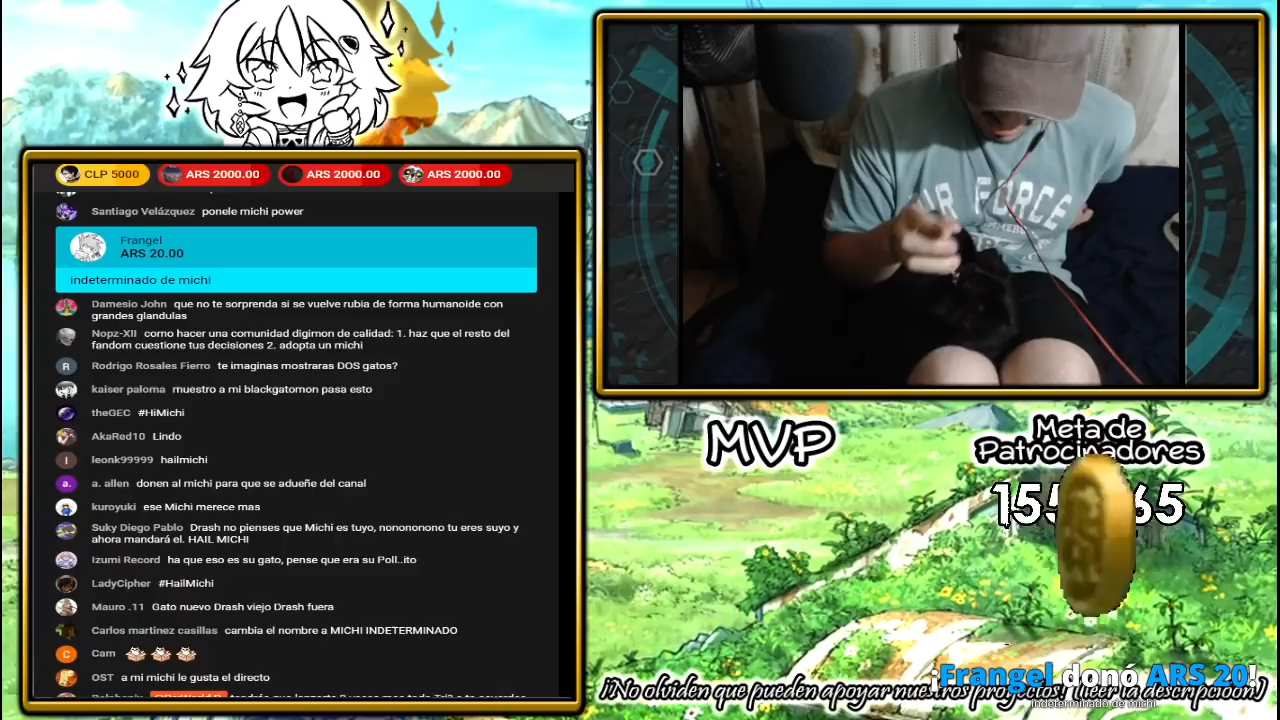 CLP 5000
ARS 2000.00
ARS 2000.00
ARS 2000.00
Santiago Velázquez ponele michi power
Frangel
ARS 20.00
indeterminado de michi
Damesio John que no te sorprenda si se vuelve rubia de forma humanoide con
grandes glandulas
Nopz-XII como hacer una comunidad digimon de calidad: 1. haz que el resto del
fandom cuestione tus decisiones 2. adopta un michi
R
Rodrigo Rosales Fierro te imaginas mostraras DOS gatos?
kaiser paloma muestro a mi blackgatomon pasa esto
theGEC #HiMichi
AkaRed10 Lindo
l
leonk99999 hailmichi
a.
a. allen donen al michi para que se adueñe del canal
kuroyuki ese Michi merece mas
Suky Diego Pablo Drash no pienses que Michi es tuyo, nonononono tu eres suyo y
ahora mandará el. HAIL MICHI
Izumi Record ha que eso es su gato, pense que era su Poll..ito
LadyCipher #HailMichi
Mauro .11 Gato nuevo Drash viejo Drash fuera
Carlos martinez casillas cambia el nombre a MICHI INDETERMINADO
C
Cam
OST a mi michi le gusta el directo
AIR FORCE
MVP
Meta de
Patrocinadores
¡Frangel donó ARS 20!
¡No olviden que pueden apoyar nuestros proyectos! (leer la descripcion)
indeterminado de michi